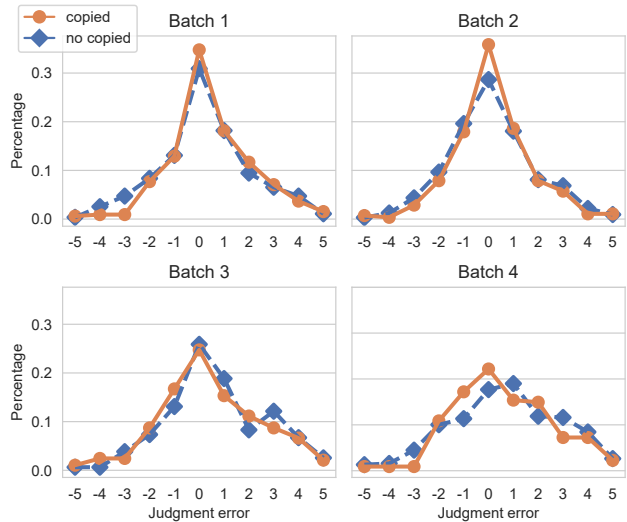 copied
no copied
Batch 1
Batch 2
Percentage
0.3
0.2
0.1
0.0
-5 -4 -3 -2 -1 0 1 2 3 4 5
-5 -4 -3 -2 -1 0 1 2 3 4 5
Batch 3
Batch 4
Percentage
0.3
0.2
0.1
0.0
-5 -4 -3 -2 -1 0 1 2 3 4 5
-5 -4 -3 -2 -1 0 1 2 3 4 5
Judgment error
Judgment error